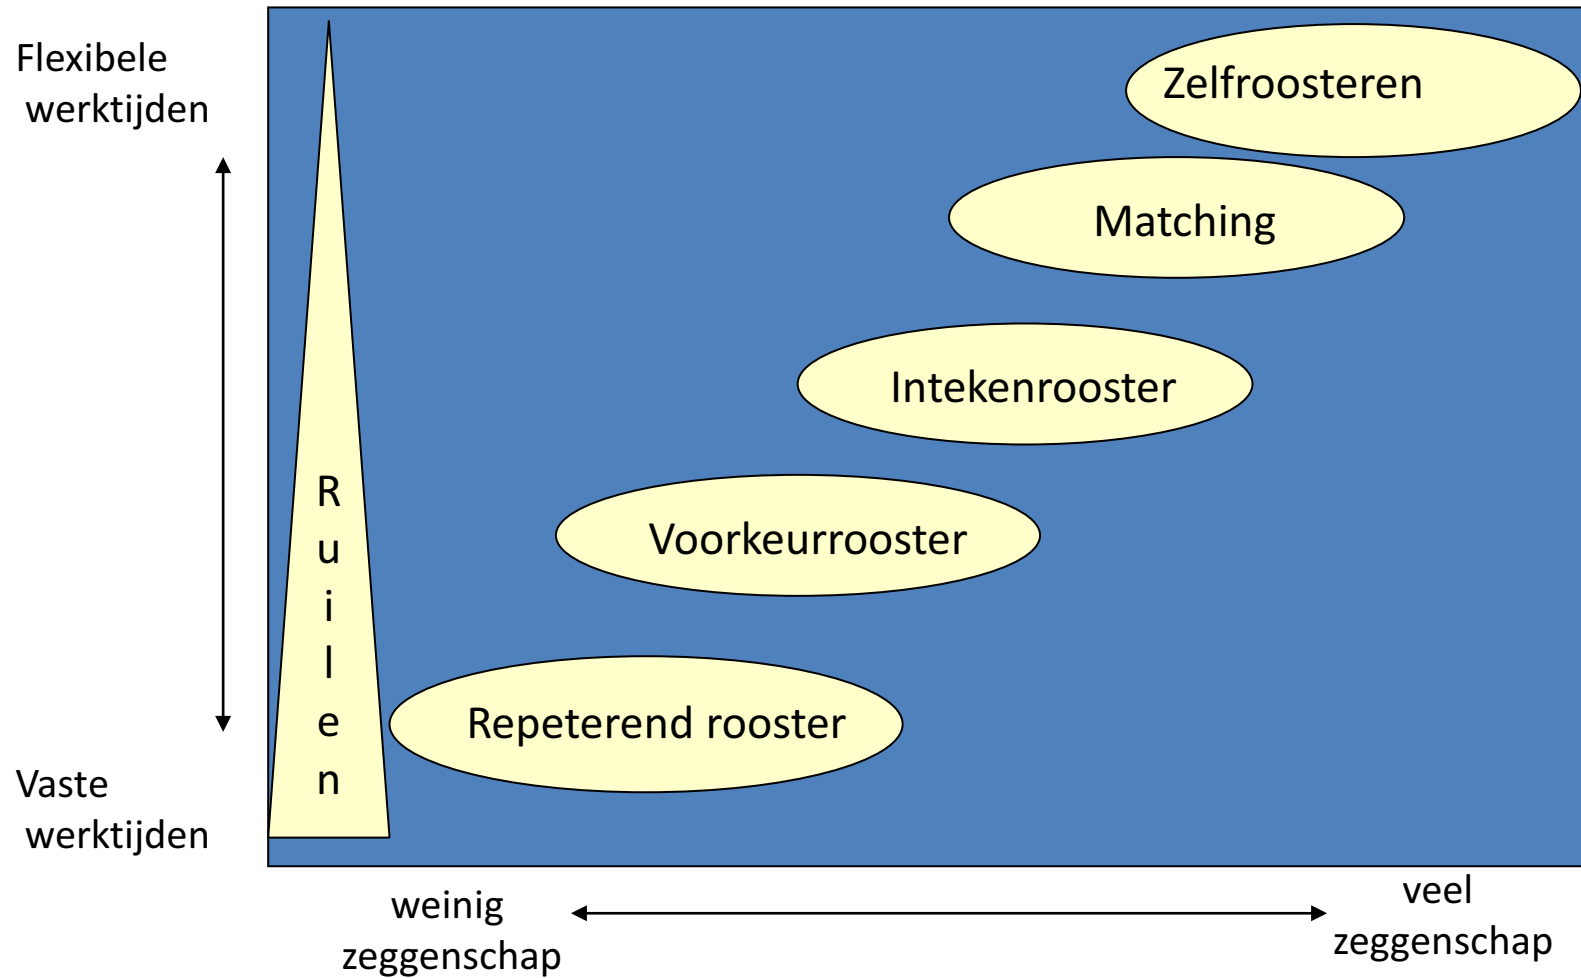 Flexibele
werktijden
Zelfroosteren
Matching
Intekenrooster
Voorkeurrooster
Repeterend rooster
R
u
i
l
e
n
Vaste
werktijden
weinig
zeggenschap
veel
zeggenschap